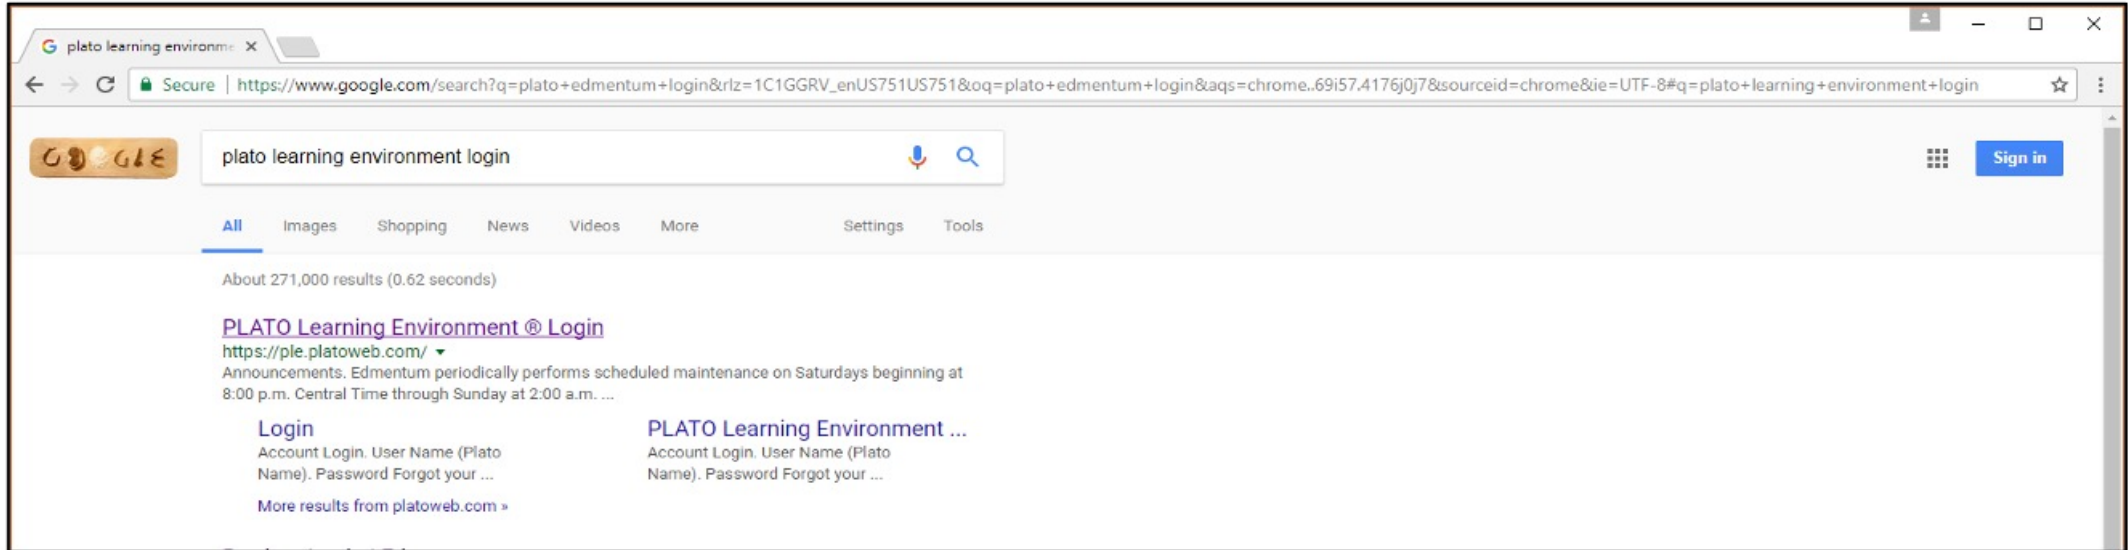 plato learning environme
Secure | https://www.google.com/search?q=plato+edmentum+login&rlz=1C1GGRV_enUS751US751&oq=plato+edmentum+login&aqs=chrome..69i57.4176j0j7&sourceid=chrome&ie=UTF-8#q=plato+learning+environment+login
GOOGLE
plato learning environment login
Sign in
All Images Shopping News Videos More Settings Tools
About 271,000 results (0.62 seconds)
PLATO Learning Environment ® Login
https://ple.platoweb.com/
Announcements. Edmentum periodically performs scheduled maintenance on Saturdays beginning at
8:00 p.m. Central Time through Sunday at 2:00 a.m. ...
Login
Account Login. User Name (Plato
Name). Password Forgot your ...
PLATO Learning Environment ...
Account Login. User Name (Plato
Name). Password Forgot your ...
More results from platoweb.com »